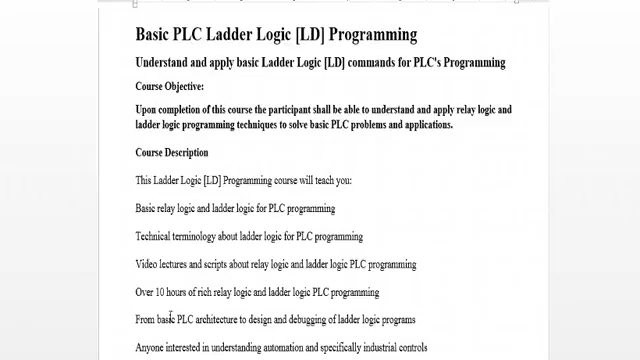 Basic PLC Ladder Logic [LD] Programming
Understand and apply basic Ladder Logic [LD] commands for PLC's Programming
Course Objective:
Upon completion of this course the participant shall be able to understand and apply relay logic and
ladder logic programming techniques to solve basic PLC problems and applications.
Course Description
This Ladder Logic [LD] Programming course will teach you:
Basic relay logic and ladder logic for PLC programming
Technical terminology about ladder logic for PLC programming
Video lectures and scripts about relay logic and ladder logic PLC programming
Over 10 hours of rich relay logic and ladder logic PLC programming
From basic PLC architecture to design and debugging of ladder logic programs
Anyone interested in understanding automation and specifically industrial controls